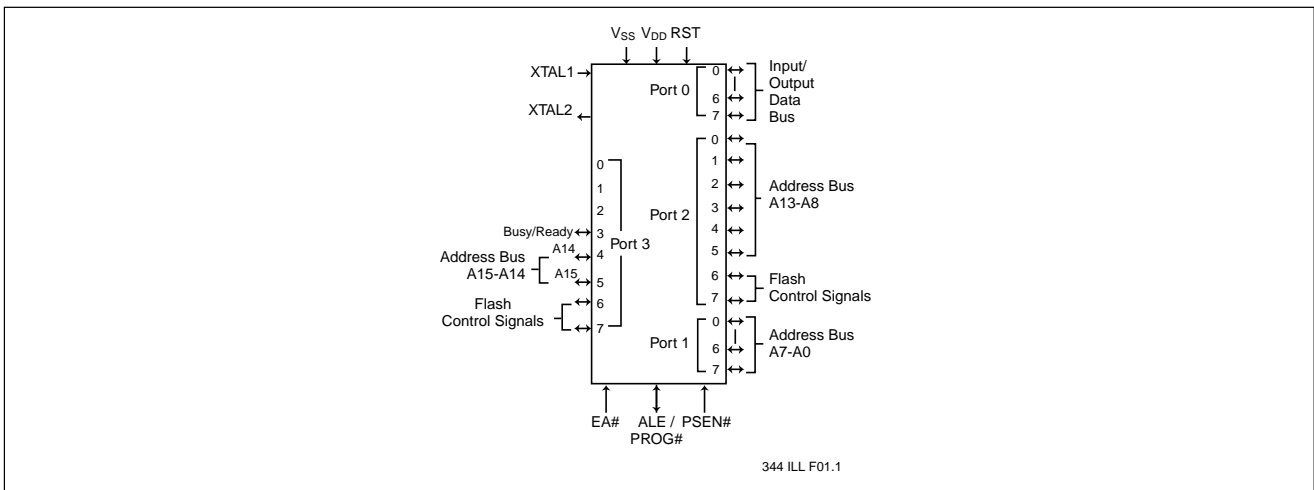 VSS VDD RST
XTAL1
XTAL2
Port 0
0
6
7
Input/
Output
Data
Bus
Port 2
0
1
2
3
4
5
6
7
Address Bus
A13-A8
Flash
Control Signals
Port 1
0
6
7
Address Bus
A7-A0
Port 3
0
1
2
3
4
5
6
7
Busy/Ready
A14
Address Bus
A15-A14
A15
Flash
Control Signals
EA#
ALE /
PROG#
PSEN#
344 ILL F01.1